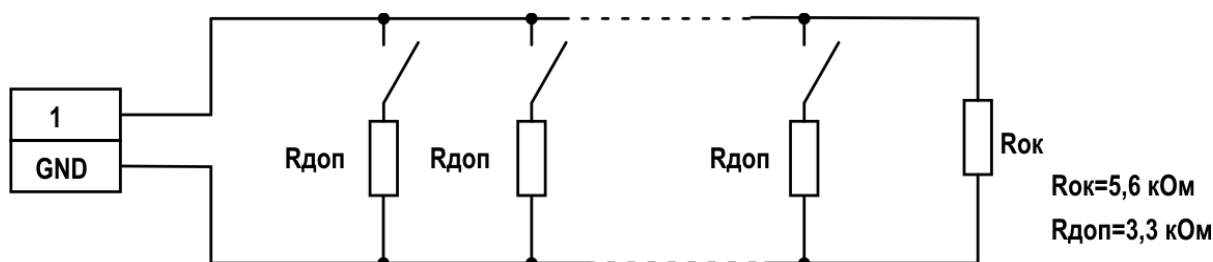 1
GND
Rдоп
Rдоп
Rдоп
Rок
Rок=5,6 кОм
Rдоп=3,3 кОм